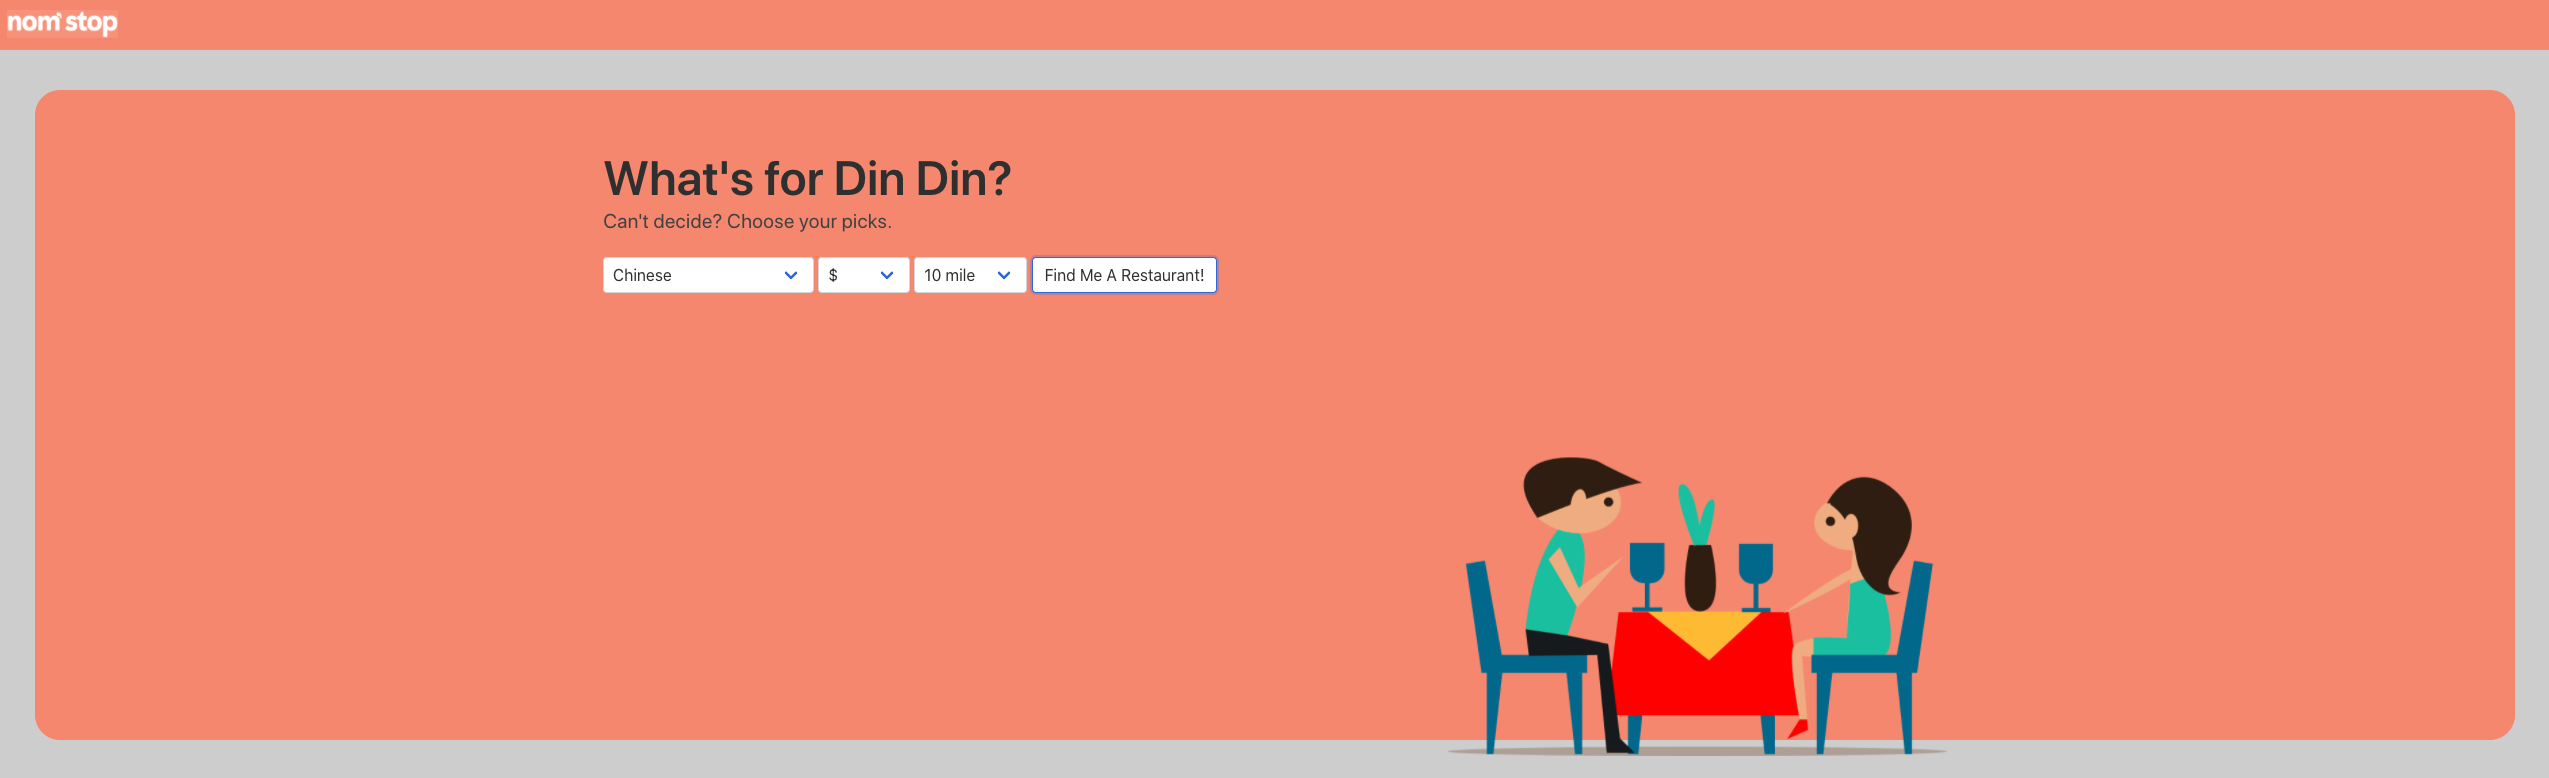 nom stop
What's for Din Din?
Can't decide? Choose your picks.
Chinese $ 10 mile Find Me A Restaurant!